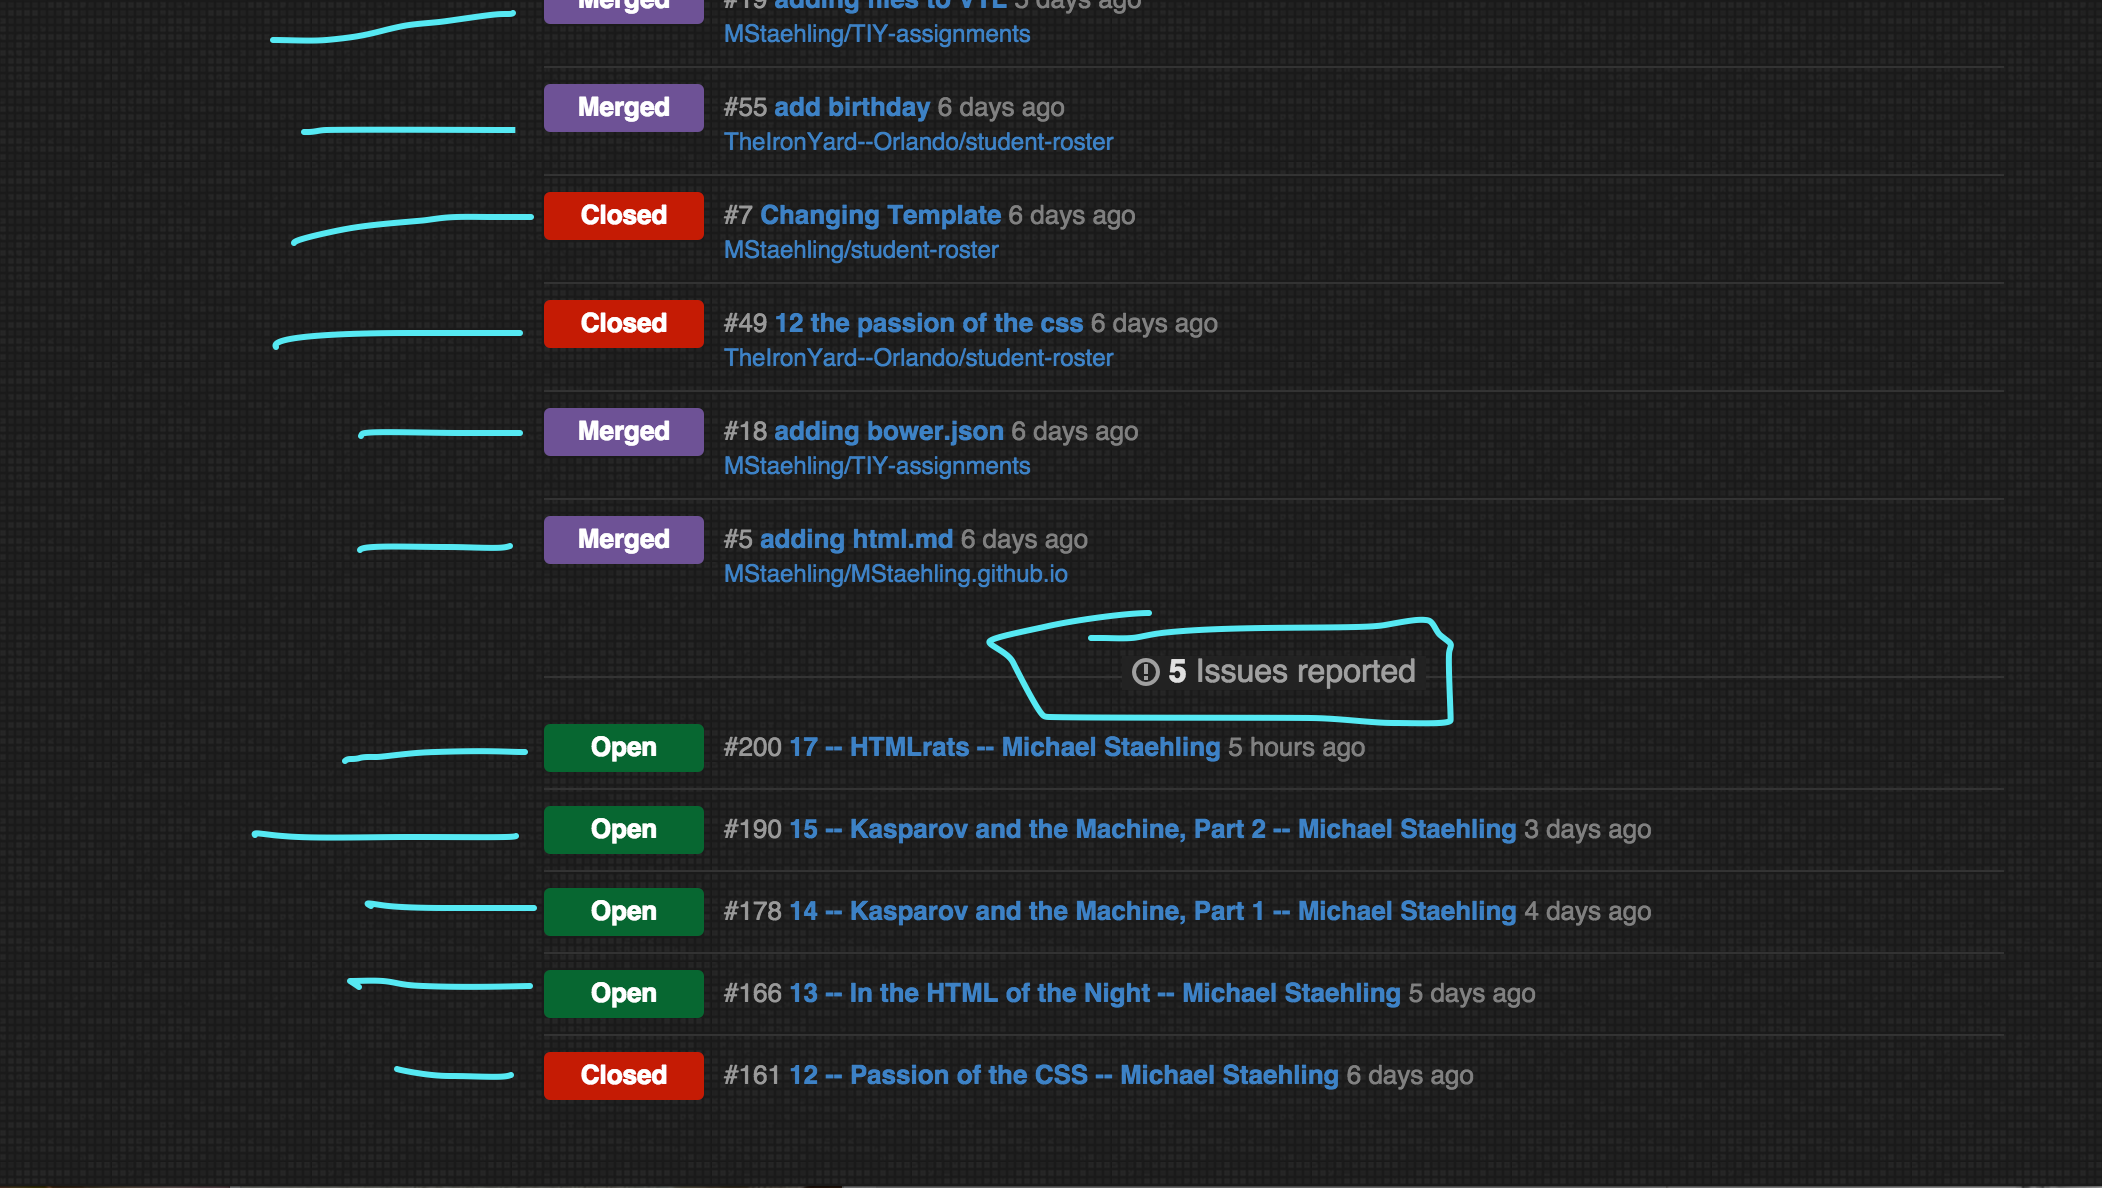 Merged #19 adding files to VTL 5 days ago
MStaehling/TIY-assignments
Merged #55 add birthday 6 days ago
TheIronYard--Orlando/student-roster
Closed #7 Changing Template 6 days ago
MStaehling/student-roster
Closed #49 12 the passion of the css 6 days ago
TheIronYard--Orlando/student-roster
Merged #18 adding bower.json 6 days ago
MStaehling/TIY-assignments
Merged #5 adding html.md 6 days ago
MStaehling/MStaehling.github.io
5 Issues reported
Open #200 17 -- HTMLrats -- Michael Staehling 5 hours ago
Open #190 15 -- Kasparov and the Machine, Part 2 -- Michael Staehling 3 days ago
Open #178 14 -- Kasparov and the Machine, Part 1 -- Michael Staehling 4 days ago
Open #166 13 -- In the HTML of the Night -- Michael Staehling 5 days ago
Closed #161 12 -- Passion of the CSS -- Michael Staehling 6 days ago